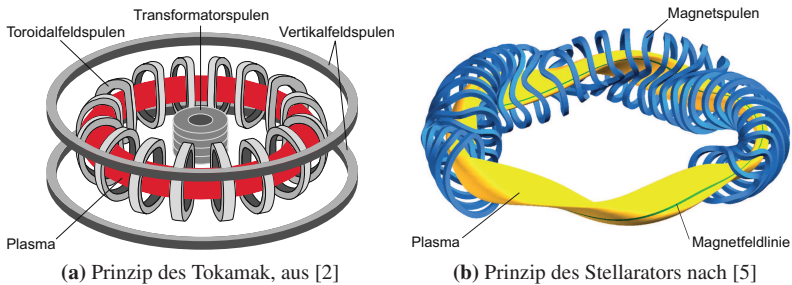 Transformatorspulen
Toroidalfeldspulen
Vertikalfeldspulen
Plasma
(a) Prinzip des Tokamak, aus [2]
Magnetspulen
Plasma
Magnetfeldlinie
(b) Prinzip des Stellarators nach [5]